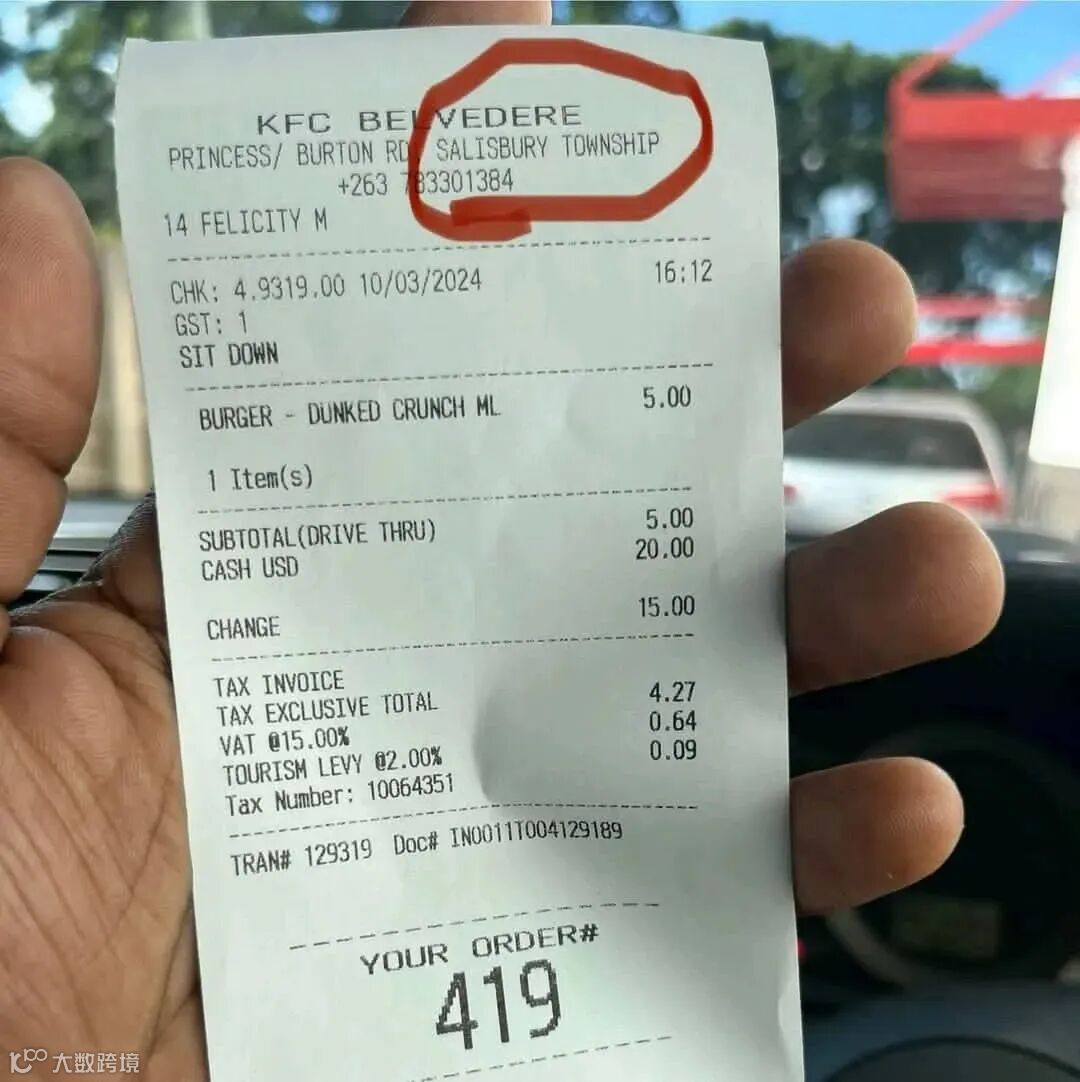 KFC BELVEDERE
PRINCESS/ BURTON RD, SALISBURY TOWNSHIP
+263 783301384
14 FELICITY M
CHK: 4.9319.00 10/03/2024 16:12
GST: 1
SIT DOWN
BURGER - DUNKED CRUNCH ML 5.00
1 Item(s)
SUBTOTAL(DRIVE THRU) 5.00
CASH USD 20.00
CHANGE 15.00
TAX INVOICE
TAX EXCLUSIVE TOTAL 4.27
VAT @15.00% 0.64
TOURISM LEVY @2.00% 0.09
Tax Number: 10064351
TRAN# 129319 Doc# IN0011T004129189
YOUR ORDER#
419
大数跨境